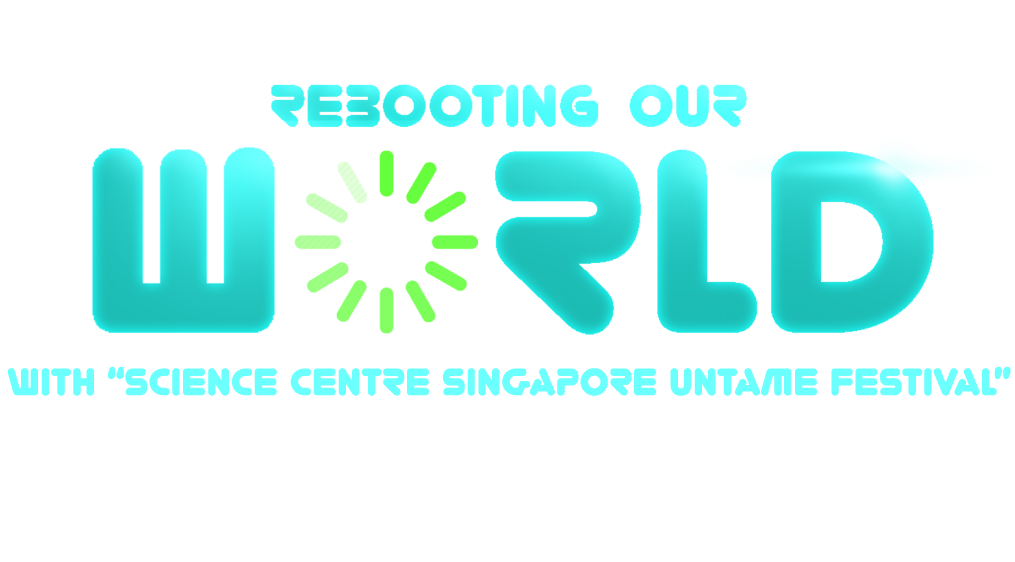 REBOOTING OUR
WORLD
WITH "SCIENCE CENTRE SINGAPORE UNTAME FESTIVAL"